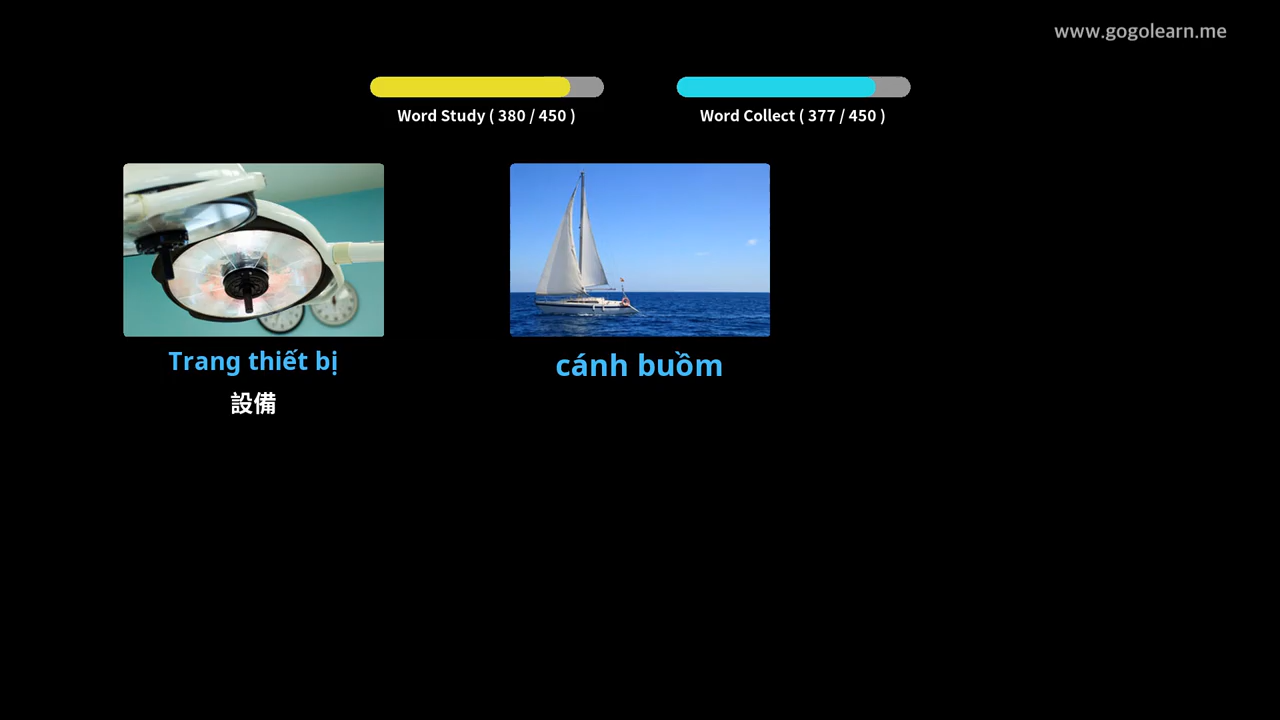 www.gogolearn.me
Word Study ( 380 / 450 )
Word Collect ( 377 / 450 )
Trang thiết bị
設備
cánh buồm